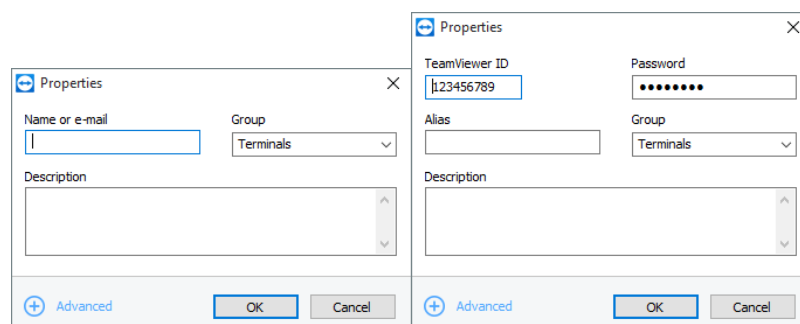 Properties
Name or e-mail Group
Terminals
Description
Advanced OK Cancel
Properties
TeamViewer ID Password
123456789 ••••••••
Alias Group
Terminals
Description
Advanced OK Cancel